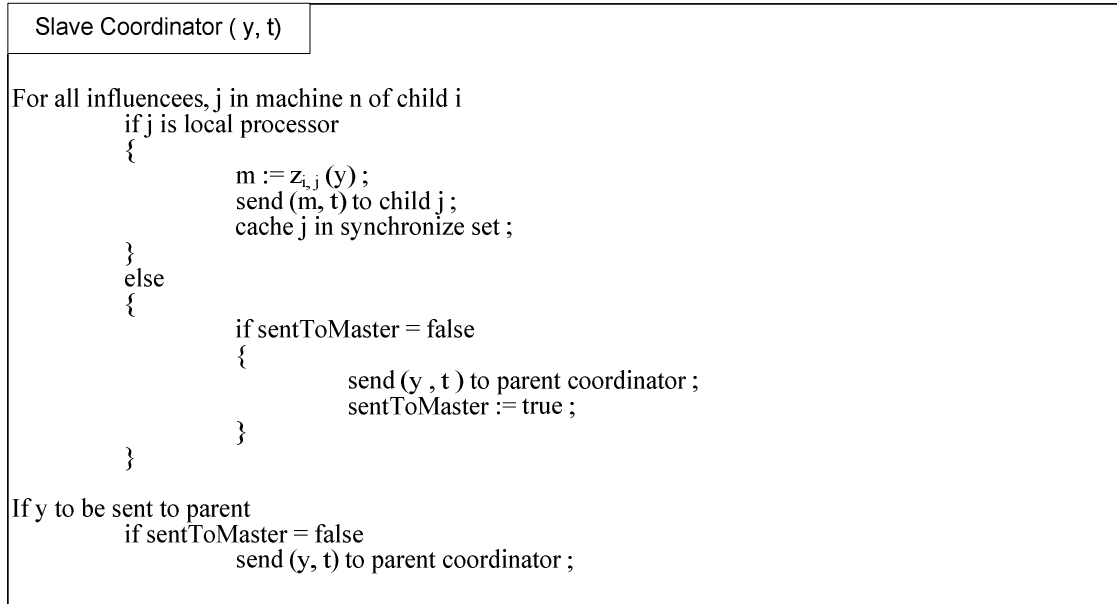 Slave Coordinator ( y, t)
For all influencees, j in machine n of child i
if j is local processor
{
m := z_{i, j} (y) ;
send (m, t) to child j ;
cache j in synchronize set ;
}
else
{
if sentToMaster = false
{
send (y , t ) to parent coordinator ;
sentToMaster := true ;
}
}
If y to be sent to parent
if sentToMaster = false
send (y, t) to parent coordinator ;